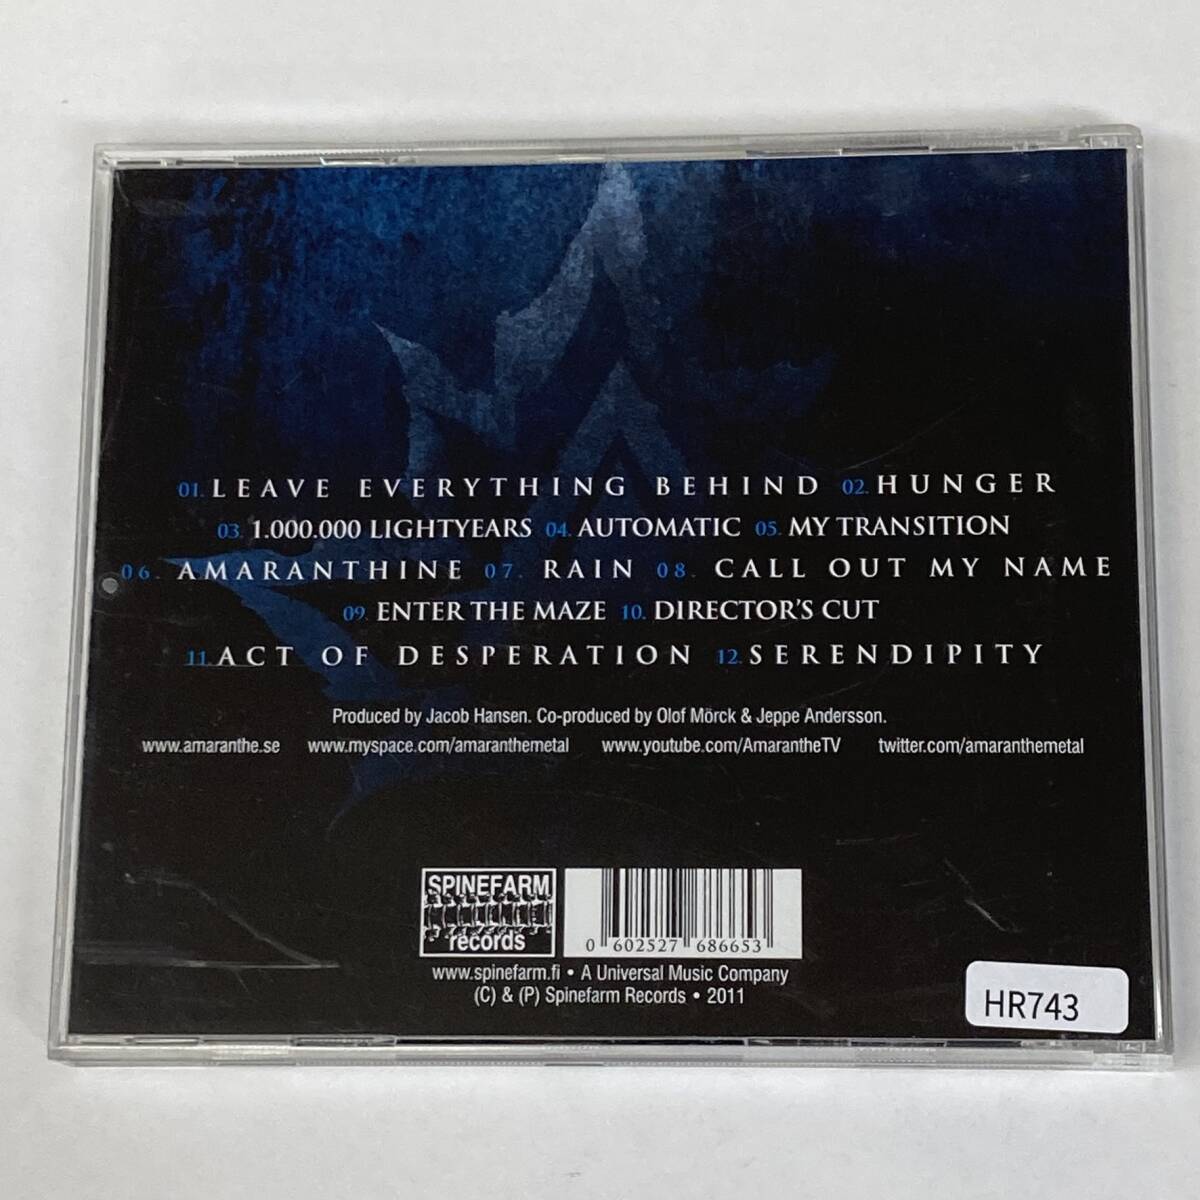 01. LEAVE EVERYTHING BEHIND 02. HUNGER
03. 1.000.000 LIGHTYEARS 04. AUTOMATIC 05. MY TRANSITION
06. AMARANTHINE 07. RAIN 08. CALL OUT MY NAME
09. ENTER THE MAZE 10. DIRECTOR'S CUT
11. ACT OF DESPERATION 12. SERENDIPITY
Produced by Jacob Hansen. Co-produced by Olof Mörck & Jeppe Andersson.
www.amaranthe.se www.myspace.com/amaranthemetal www.youtube.com/AmarantheTV twitter.com/amaranthemetal
SPINEFARM
records
0 602527 686653
www.spinefarm.fi • A Universal Music Company
(C) & (P) Spinefarm Records • 2011
HR743